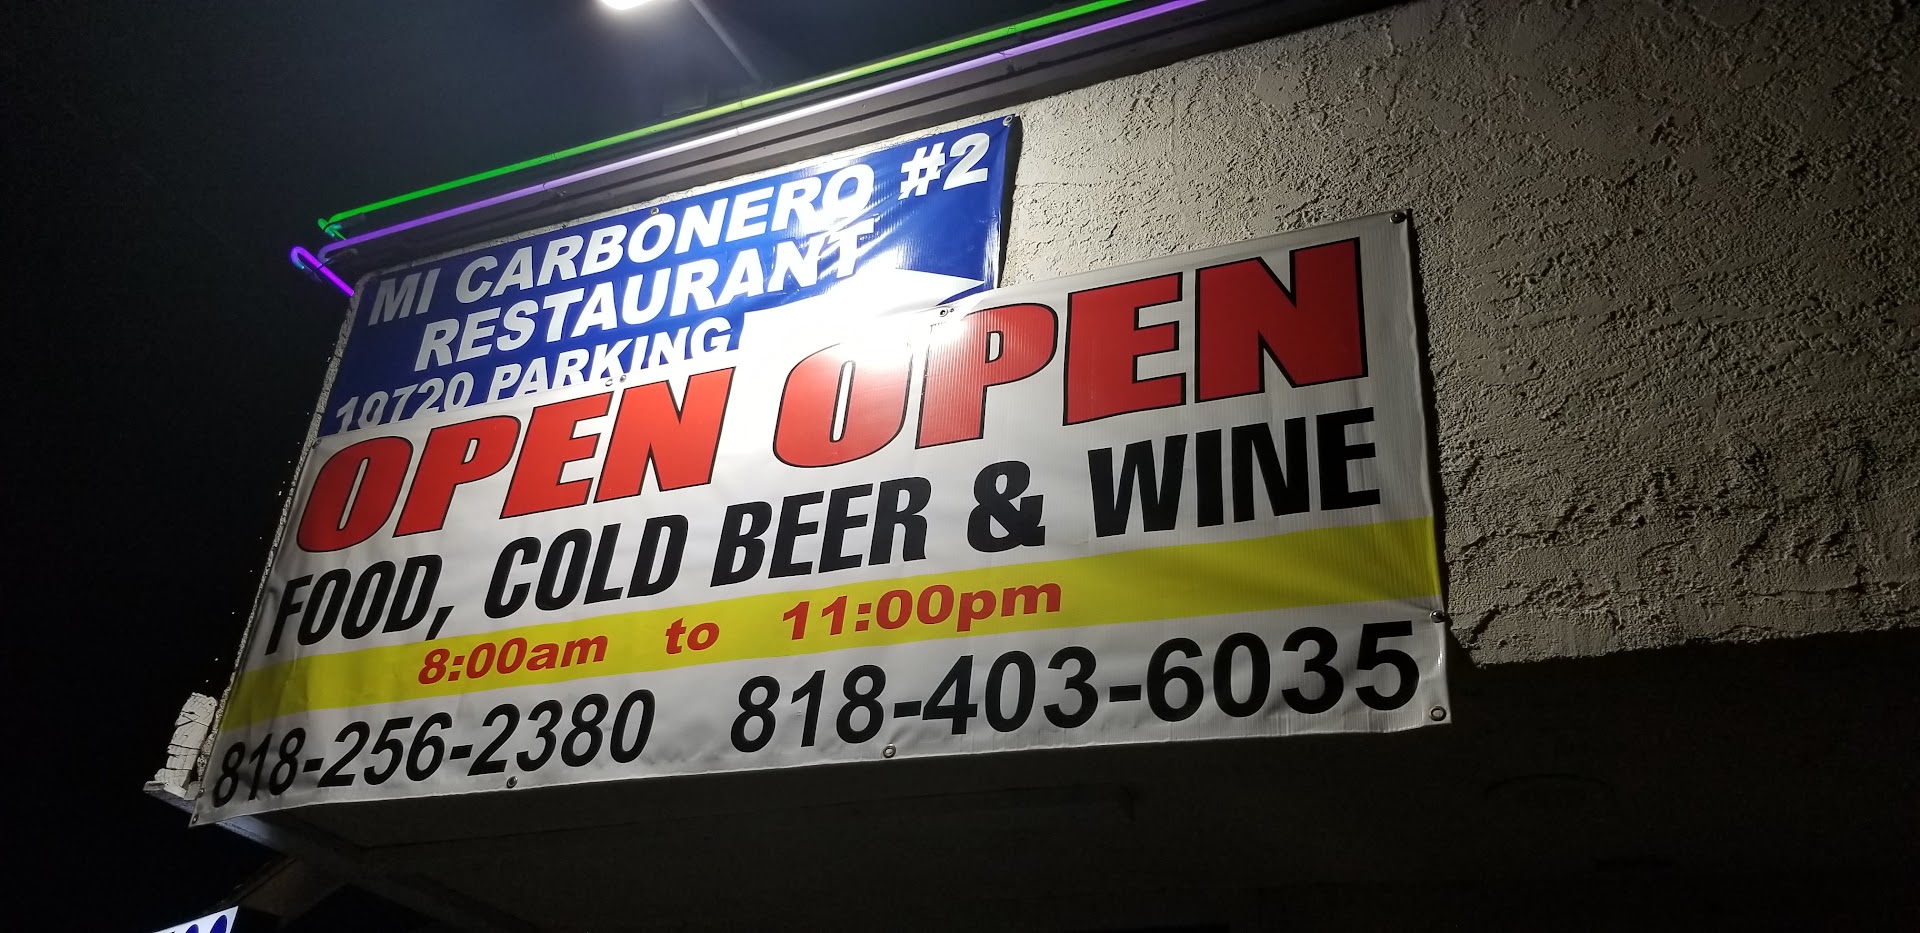 MI CARBONERO #2
RESTAURANT
10720 PARKING
OPEN OPEN
FOOD, COLD BEER & WINE
8:00am to 11:00pm
818-256-2380 818-403-6035